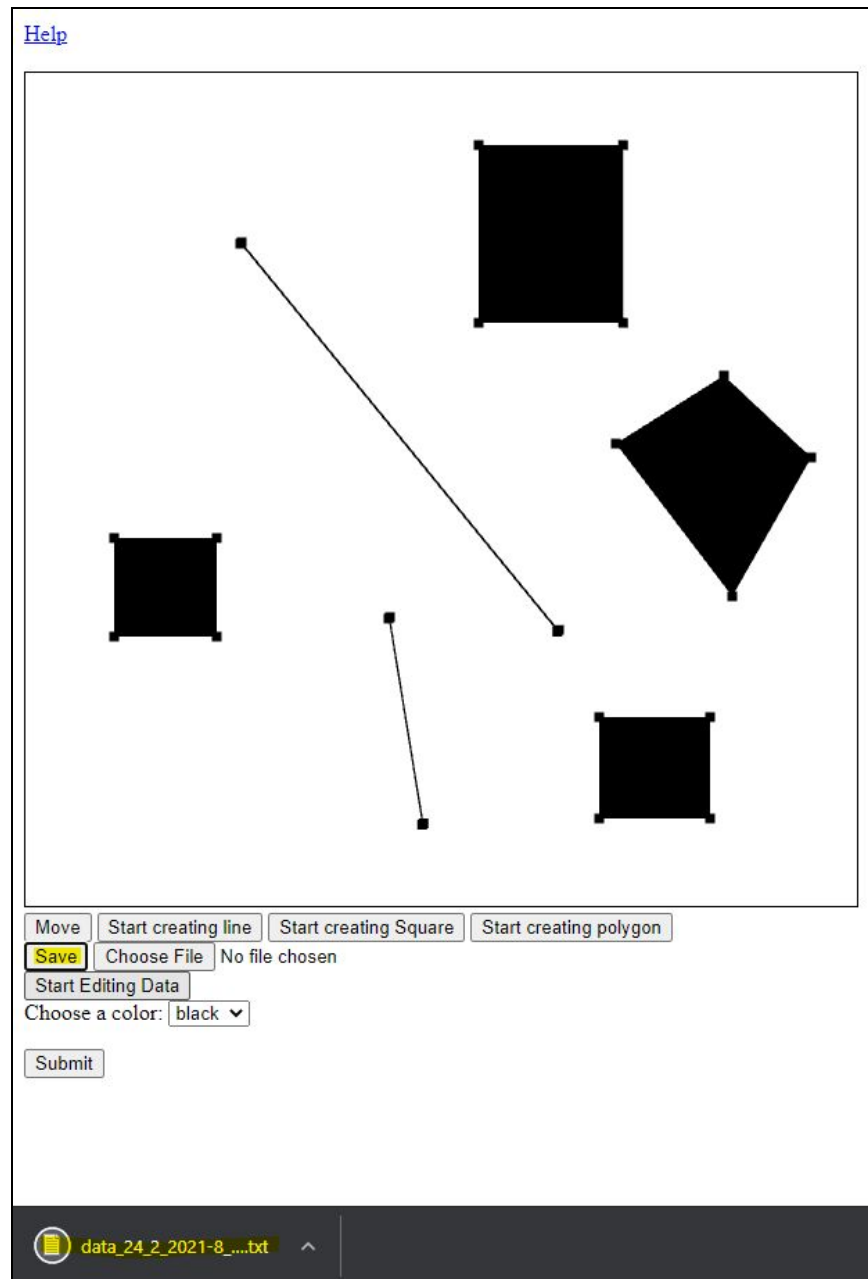 Help
Move Start creating line Start creating Square Start creating polygon
Save Choose File No file chosen
Start Editing Data
Choose a color: black
Submit
data_24_2_2021-8_....txt